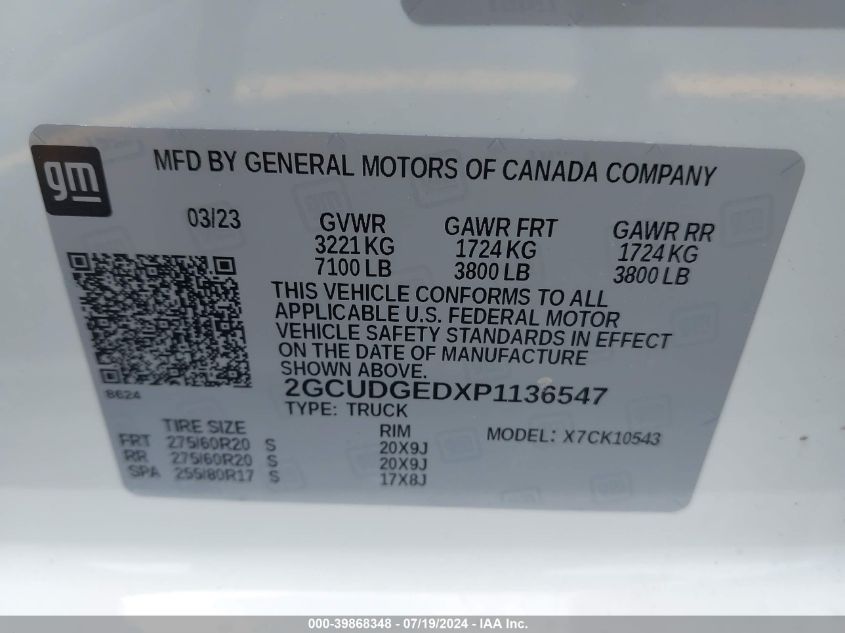 gm
MFD BY GENERAL MOTORS OF CANADA COMPANY
03/23
GVWR GAWR FRT GAWR RR
3221 KG 1724 KG 1724 KG
7100 LB 3800 LB 3800 LB
THIS VEHICLE CONFORMS TO ALL
APPLICABLE U.S. FEDERAL MOTOR
VEHICLE SAFETY STANDARDS IN EFFECT
ON THE DATE OF MANUFACTURE
SHOWN ABOVE.
8624
2GCUDGEDXP1136547
TYPE: TRUCK
TIRE SIZE RIM MODEL: X7CK10543
FRT 275/60R20 S 20X9J
RR 275/60R20 S 20X9J
SPA 255/80R17 S 17X8J
000-39868348 - 07/19/2024 - IAA Inc.